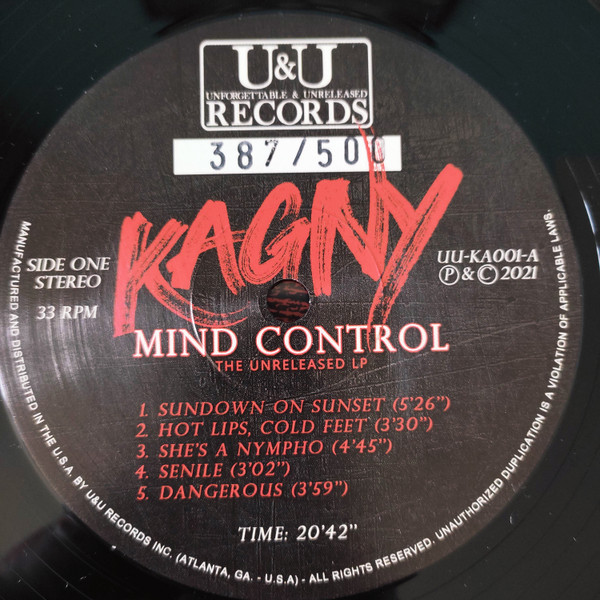 U&U
UNFORGETTABLE & UNRELEASED
RECORDS
387/500
KAGNY
SIDE ONE
STEREO
33 RPM
UU-KA001-A
Ⓟ & © 2021
MIND CONTROL
THE UNRELEASED LP
1. SUNDOWN ON SUNSET (5'26")
2. HOT LIPS, COLD FEET (3'30")
3. SHE'S A NYMPHO (4'45")
4. SENILE (3'02")
5. DANGEROUS (3'59")
TIME: 20'42"
MANUFACTURED AND DISTRIBUTED IN THE U.S.A. BY U&U RECORDS INC. (ATLANTA, GA. - U.S.A) - ALL RIGHTS RESERVED. UNAUTHORIZED DUPLICATION IS A VIOLATION OF APPLICABLE LAWS.